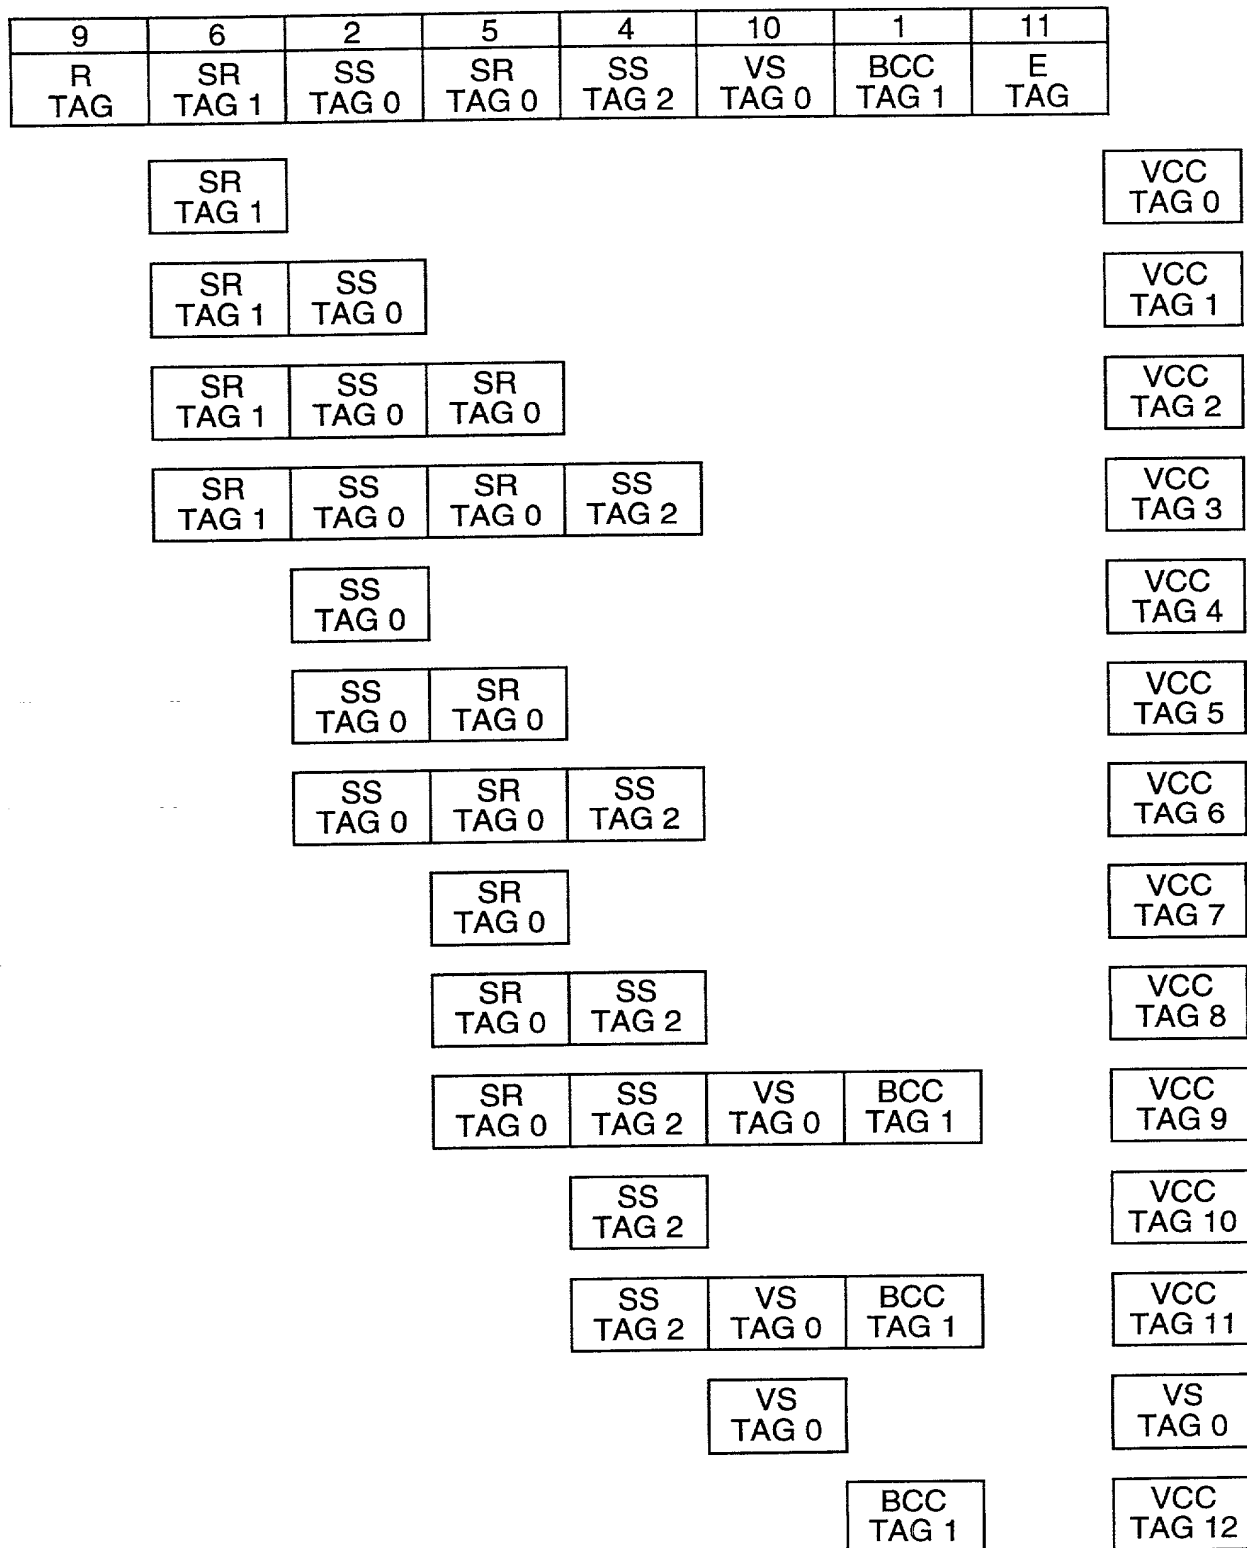 9 6 2 5 4 10 1 11
R SR SS SR SS VS BCC E
TAG TAG 1 TAG 0 TAG 0 TAG 2 TAG 0 TAG 1 TAG
SR VCC
TAG 1 TAG 0
SR SS VCC
TAG 1 TAG 0 TAG 1
SR SS SR VCC
TAG 1 TAG 0 TAG 0 TAG 2
SR SS SR SS VCC
TAG 1 TAG 0 TAG 0 TAG 2 TAG 3
SS VCC
TAG 0 TAG 4
SS SR VCC
TAG 0 TAG 0 TAG 5
SS SR SS VCC
TAG 0 TAG 0 TAG 2 TAG 6
SR VCC
TAG 0 TAG 7
SR SS VCC
TAG 0 TAG 2 TAG 8
SR SS VS BCC VCC
TAG 0 TAG 2 TAG 0 TAG 1 TAG 9
SS VCC
TAG 2 TAG 10
SS VS BCC VCC
TAG 2 TAG 0 TAG 1 TAG 11
VS VS
TAG 0 TAG 0
BCC VCC
TAG 1 TAG 12